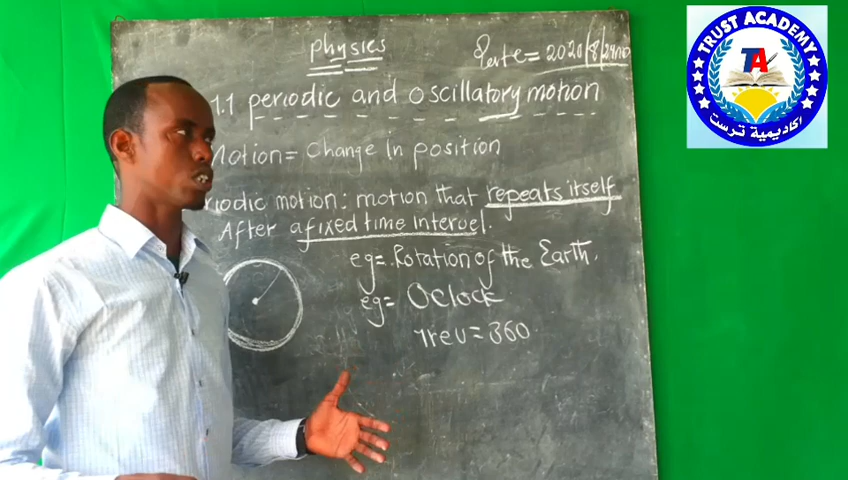 physics
Date = 2020/8/24
1.1 periodic and oscillatory motion
Motion = Change in position
riodic motion: motion that repeats itself
After a fixed time intervel.
eg = Rotation of the Earth.
eg = Oclock
1rev = 360
TRUST ACADEMY
TA
اكاديمية ترست